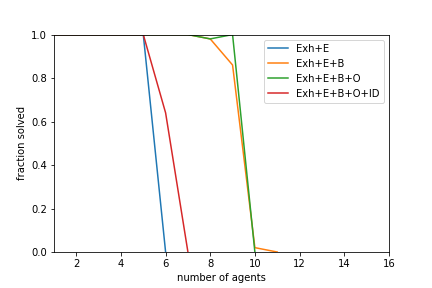 1.0
0.8
0.6
0.4
0.2
0.0
fraction solved
Exh+E
Exh+E+B
Exh+E+B+O
Exh+E+B+O+ID
2 4 6 8 10 12 14 16
number of agents